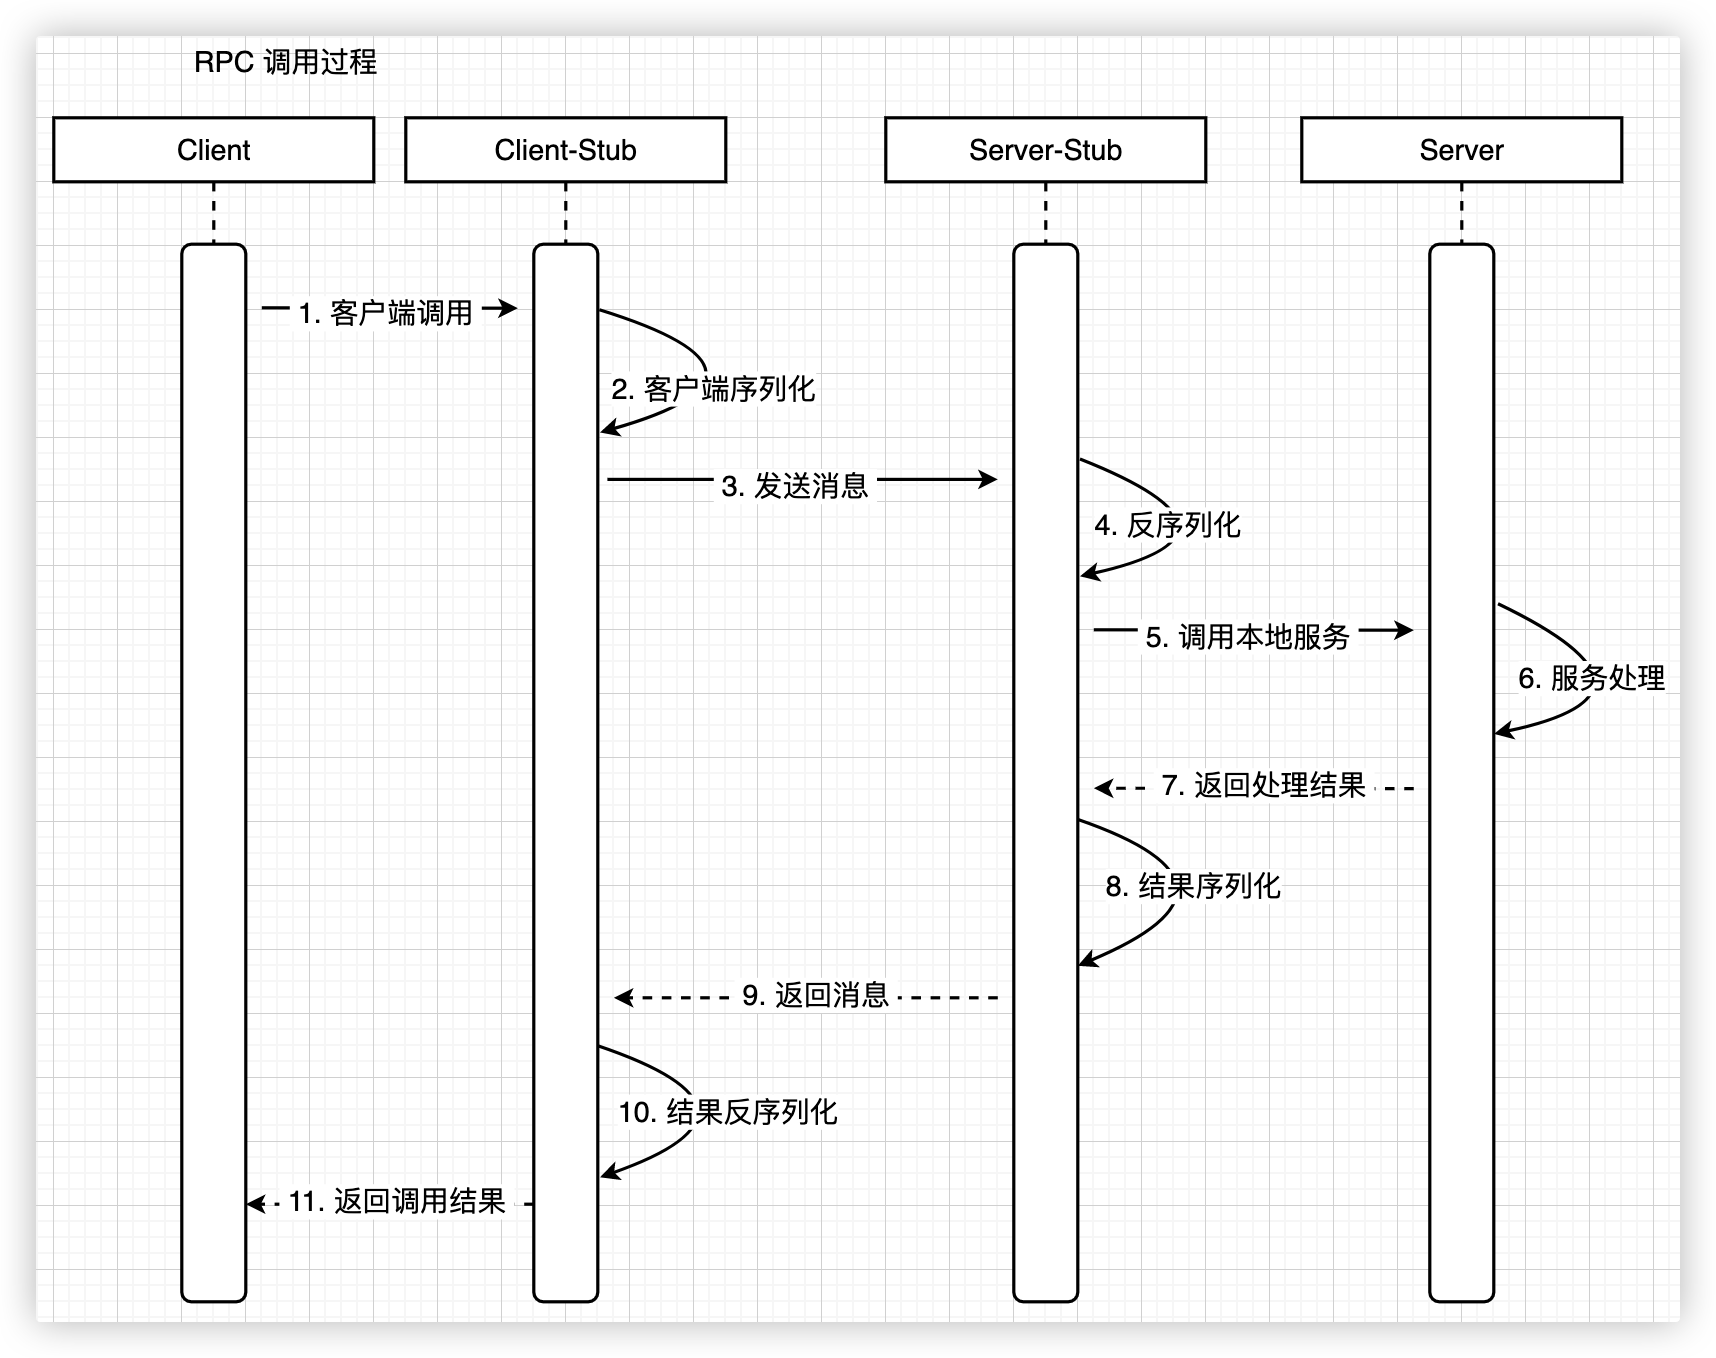 RPC 调用过程
Client
Client-Stub
Server-Stub
Server
1. 客户端调用
2. 客户端序列化
3. 发送消息
4. 反序列化
5. 调用本地服务
6. 服务处理
7. 返回处理结果
8. 结果序列化
9. 返回消息
10. 结果反序列化
11. 返回调用结果